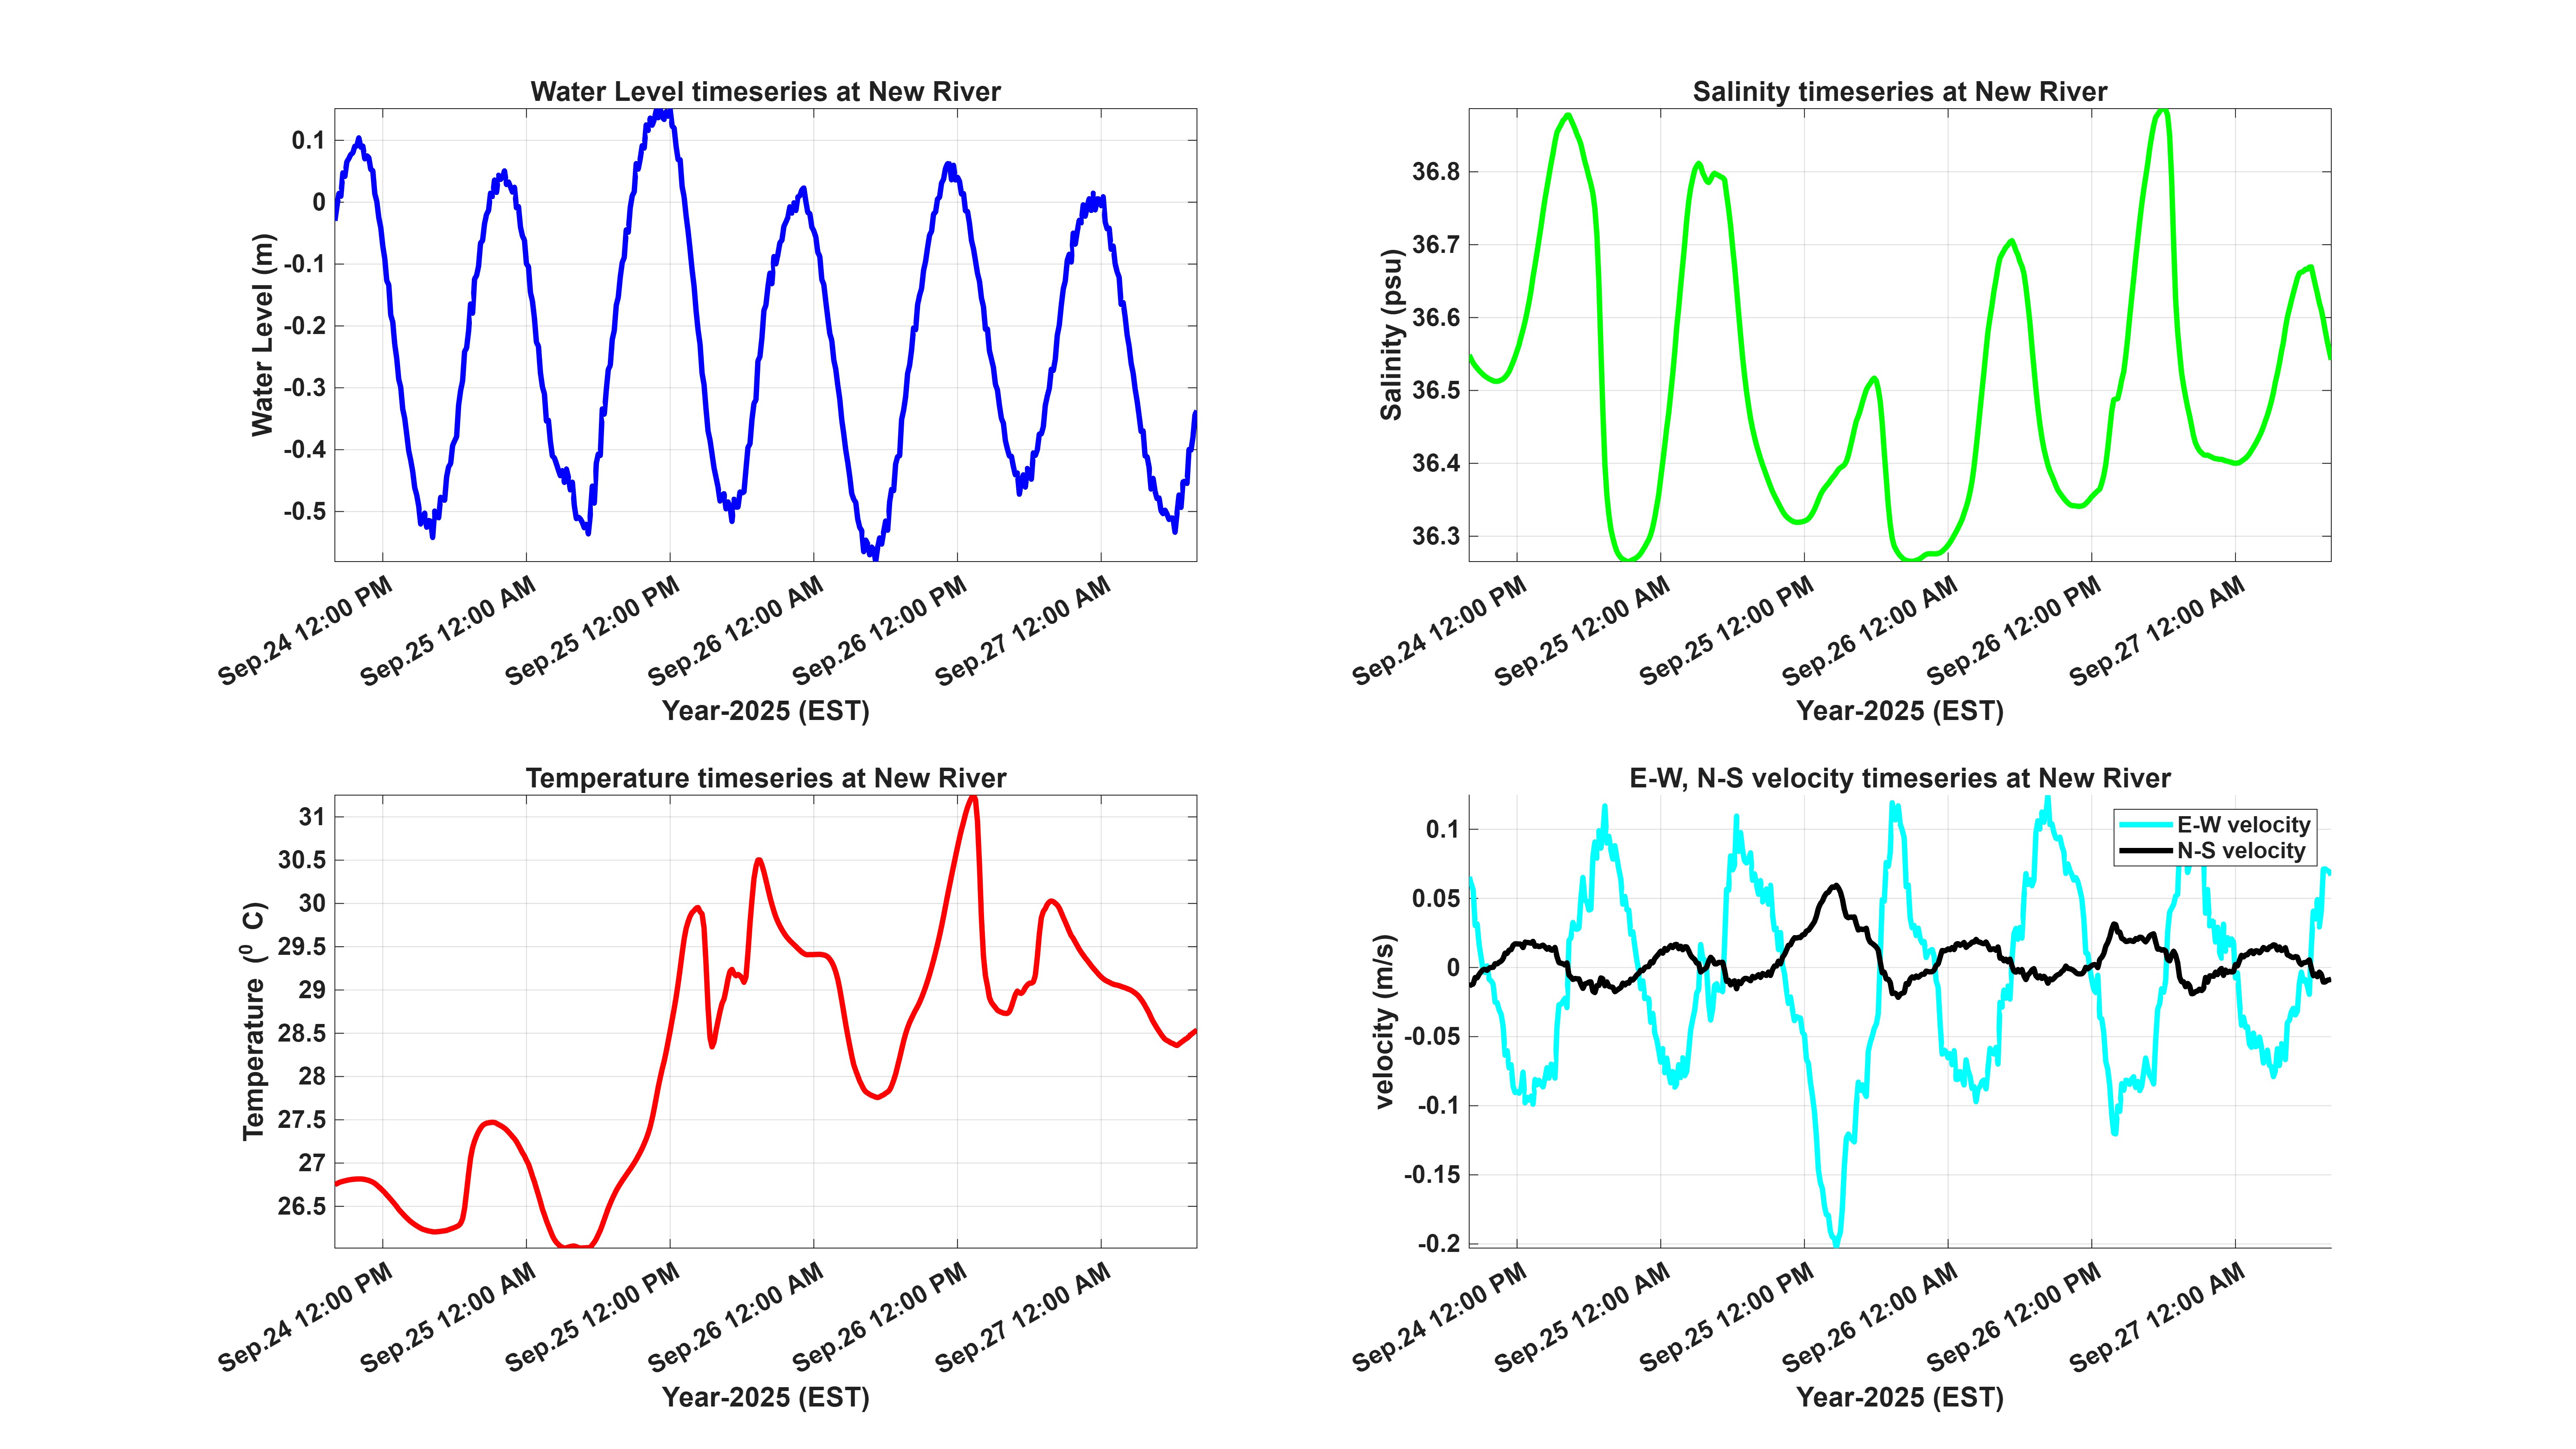 Water Level timeseries at New River
0.1
0
-0.1
-0.2
-0.3
-0.4
-0.5
Water Level (m)
Sep.24 12:00 PM
Sep.25 12:00 AM
Sep.25 12:00 PM
Sep.26 12:00 AM
Sep.26 12:00 PM
Sep.27 12:00 AM
Year-2025 (EST)
Salinity timeseries at New River
36.8
36.7
36.6
36.5
36.4
36.3
Salinity (psu)
Sep.24 12:00 PM
Sep.25 12:00 AM
Sep.25 12:00 PM
Sep.26 12:00 AM
Sep.26 12:00 PM
Sep.27 12:00 AM
Year-2025 (EST)
Temperature timeseries at New River
31
30.5
30
29.5
29
28.5
28
27.5
27
26.5
Temperature (⁰ C)
Sep.24 12:00 PM
Sep.25 12:00 AM
Sep.25 12:00 PM
Sep.26 12:00 AM
Sep.26 12:00 PM
Sep.27 12:00 AM
Year-2025 (EST)
E-W, N-S velocity timeseries at New River
E-W velocity
N-S velocity
0.1
0.05
0
-0.05
-0.1
-0.15
-0.2
velocity (m/s)
Sep.24 12:00 PM
Sep.25 12:00 AM
Sep.25 12:00 PM
Sep.26 12:00 AM
Sep.26 12:00 PM
Sep.27 12:00 AM
Year-2025 (EST)